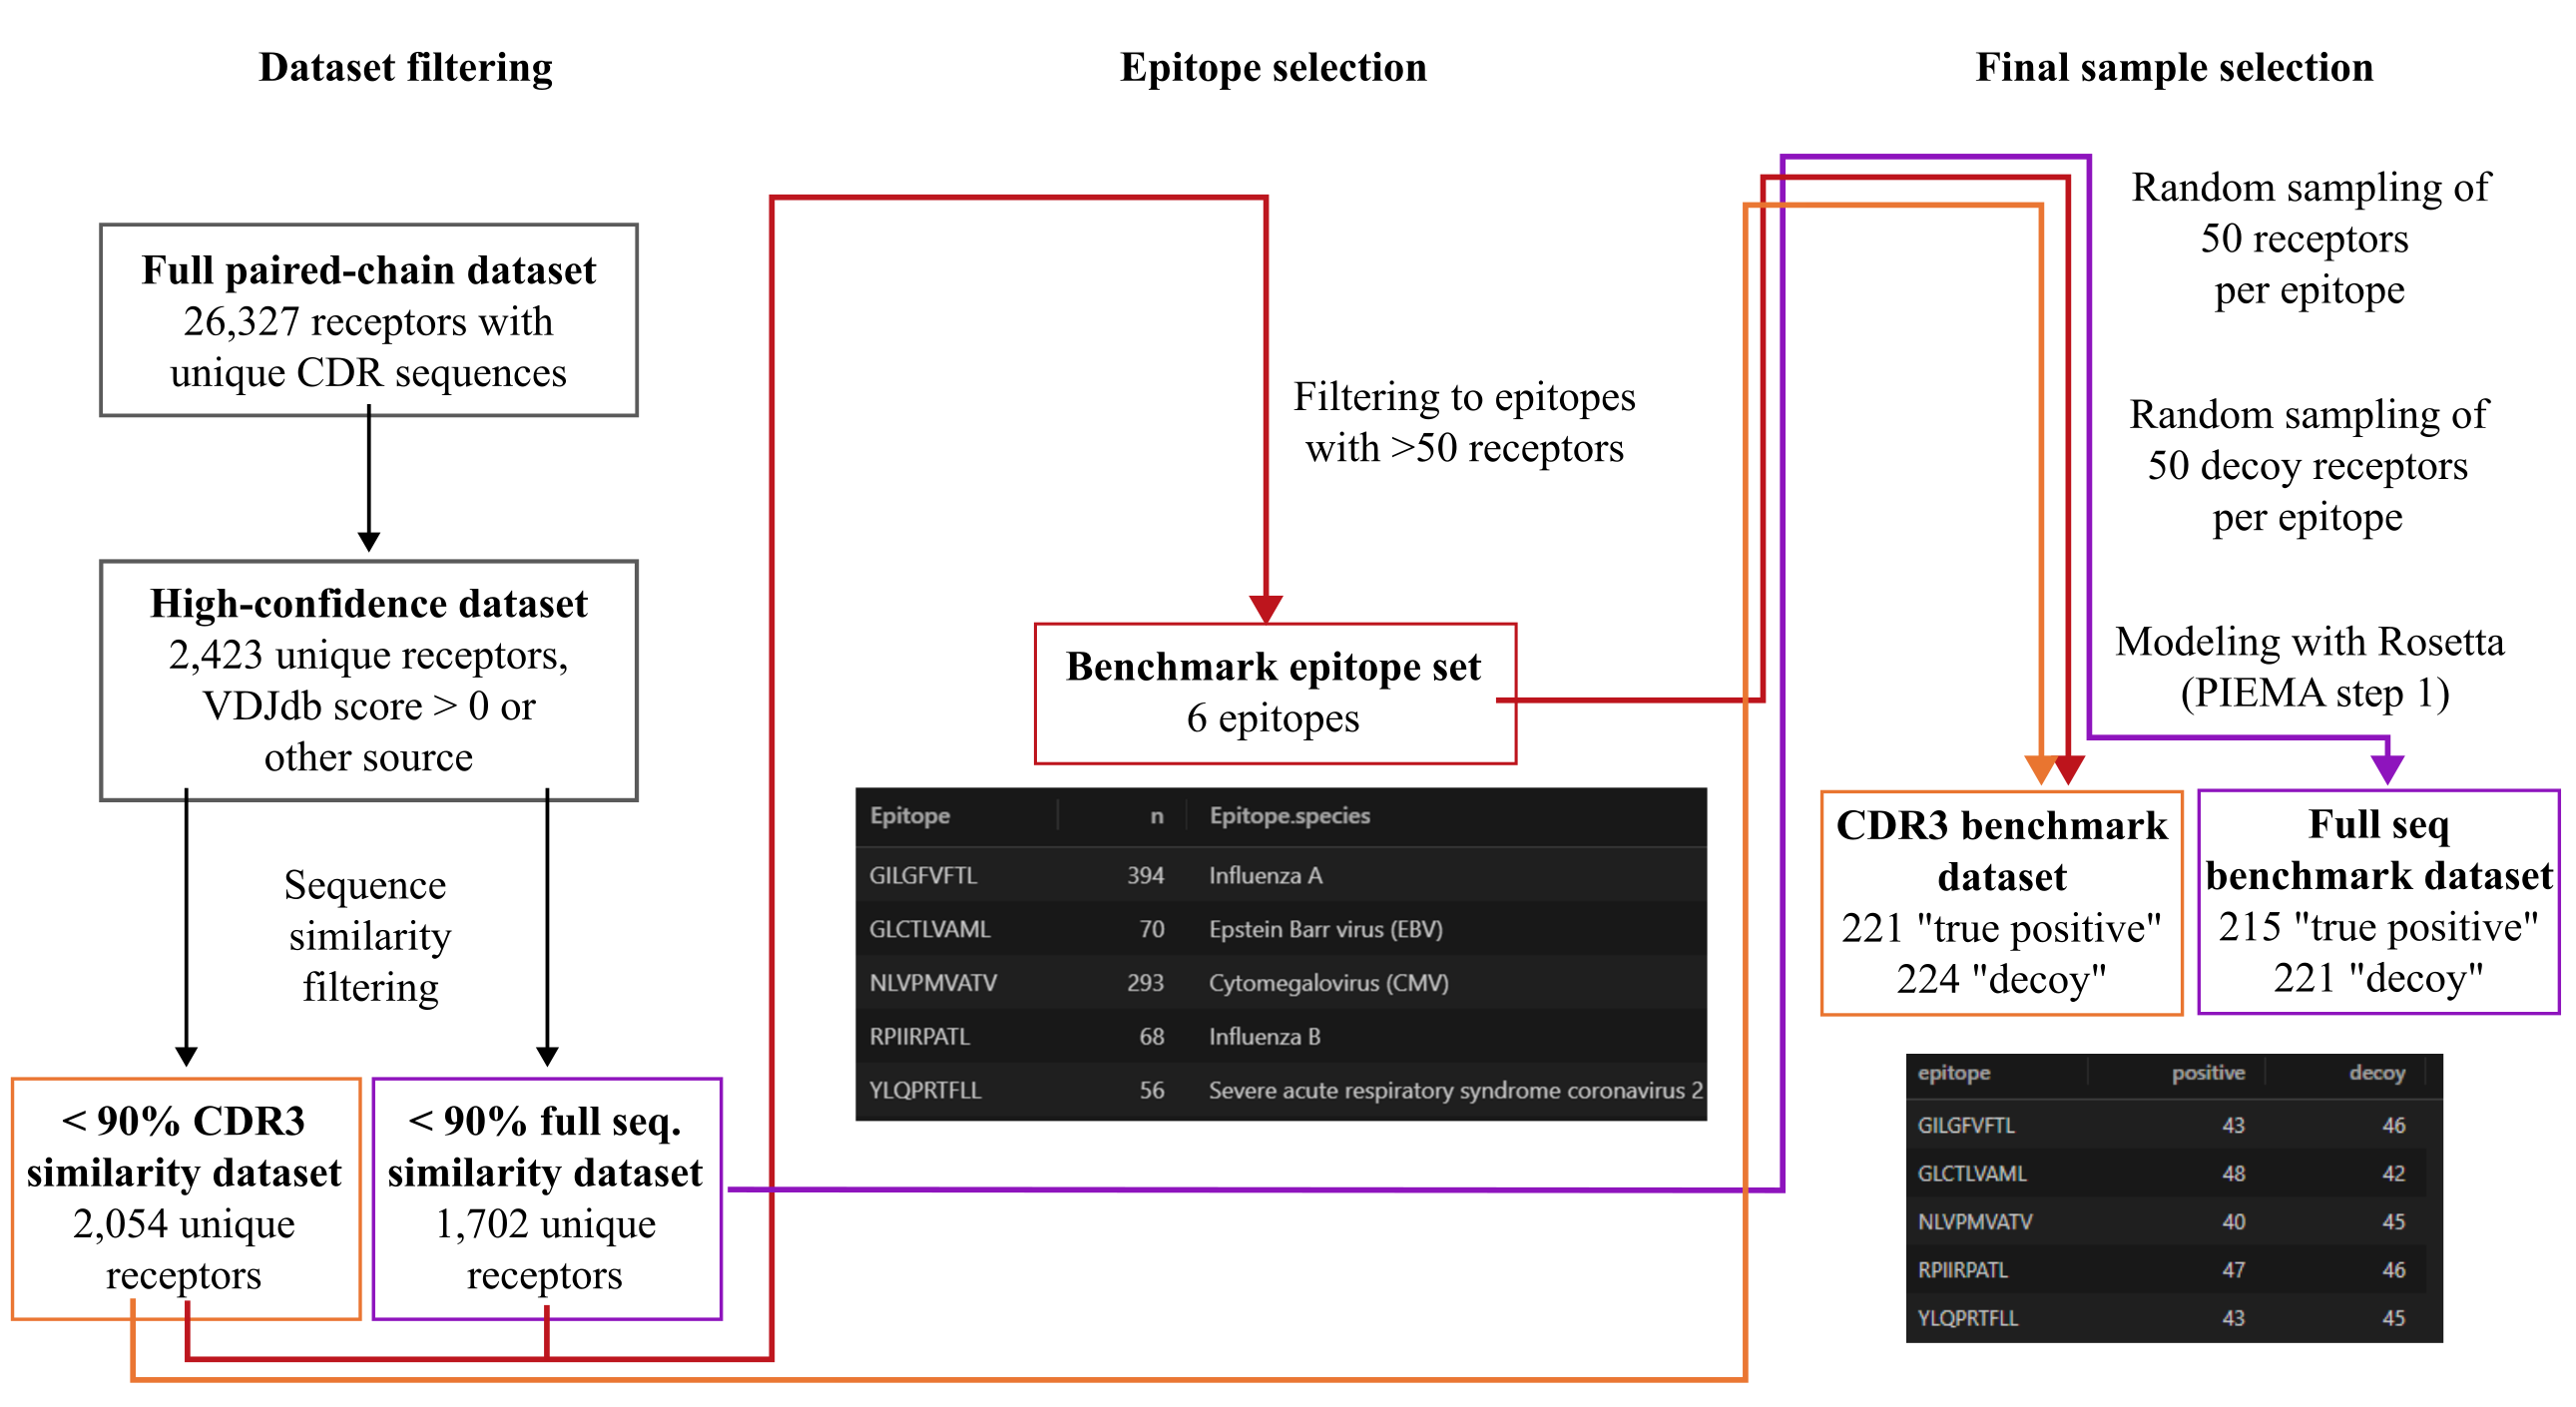 Dataset filtering
Epitope selection
Final sample selection
Full paired-chain dataset
26,327 receptors with
unique CDR sequences
High-confidence dataset
2,423 unique receptors,
VDJdb score > 0 or
other source
Sequence
similarity
filtering
< 90% CDR3
similarity dataset
2,054 unique
receptors
< 90% full seq.
similarity dataset
1,702 unique
receptors
Filtering to epitopes
with >50 receptors
Benchmark epitope set
6 epitopes
Epitope n Epitope.species
GILGFVFTL 394 Influenza A
GLCTLVAML 70 Epstein Barr virus (EBV)
NLVPMVATV 293 Cytomegalovirus (CMV)
RPIIRPATL 68 Influenza B
YLQPRTFLL 56 Severe acute respiratory syndrome coronavirus 2
Random sampling of
50 receptors
per epitope
Random sampling of
50 decoy receptors
per epitope
Modeling with Rosetta
(PIEMA step 1)
CDR3 benchmark
dataset
221 "true positive"
224 "decoy"
Full seq
benchmark dataset
215 "true positive"
221 "decoy"
epitope positive decoy
GILGFVFTL 43 46
GLCTLVAML 48 42
NLVPMVATV 40 45
RPIIRPATL 47 46
YLQPRTFLL 43 45